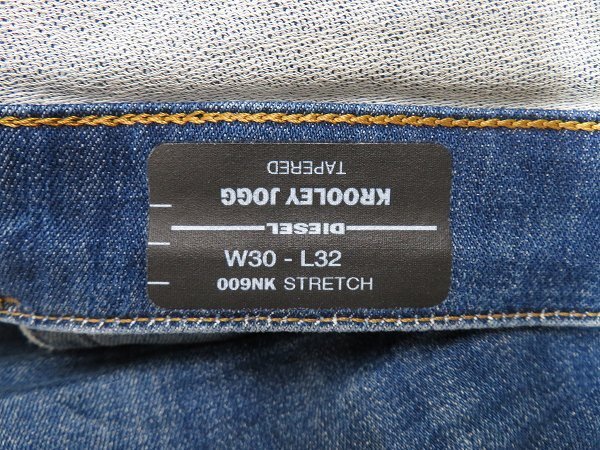 TAPERED
KROOLEY JOGG
DIESEL
W30 - L32
009NK STRETCH